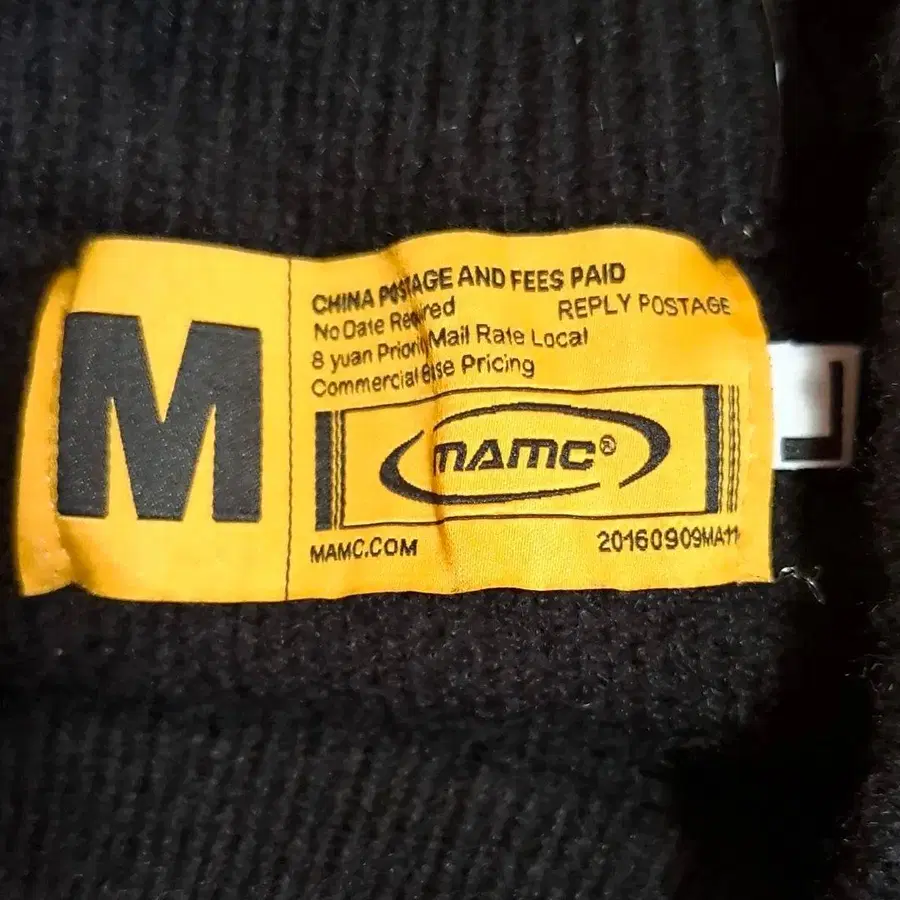 M
CHINA POSTAGE AND FEES PAID
No Date Required
REPLY POSTAGE
8 yuan Priority Mail Rate Local
Commercial Base Pricing
MAMC®
MAMC.COM
20160909MA11
L